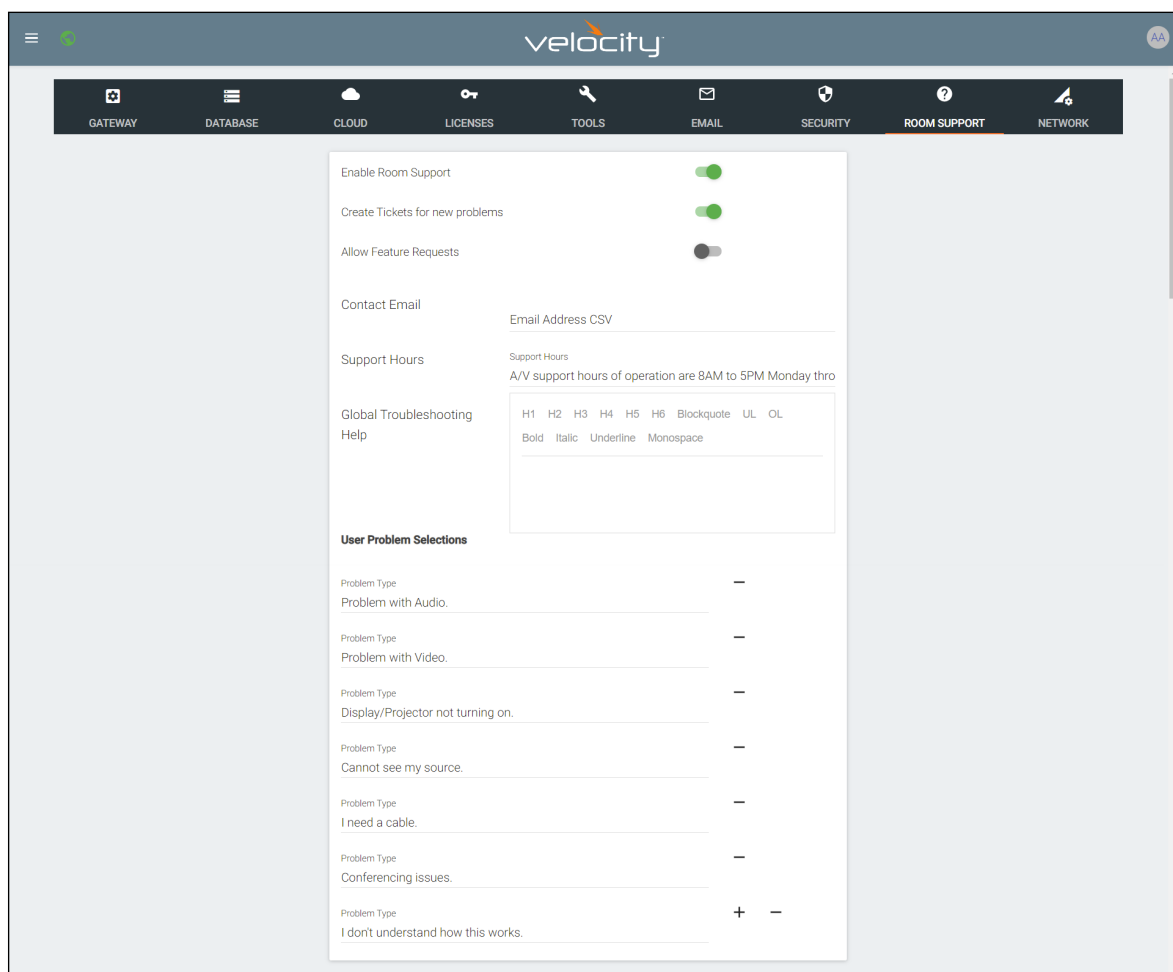 velocity
AA
GATEWAY DATABASE CLOUD LICENSES TOOLS EMAIL SECURITY ROOM SUPPORT NETWORK
Enable Room Support
Create Tickets for new problems
Allow Feature Requests
Contact Email
Email Address CSV
Support Hours
Support Hours
A/V support hours of operation are 8AM to 5PM Monday thro
Global Troubleshooting
Help
H1 H2 H3 H4 H5 H6 Blockquote UL OL
Bold Italic Underline Monospace
User Problem Selections
Problem Type
Problem with Audio.
Problem Type
Problem with Video.
Problem Type
Display/Projector not turning on.
Problem Type
Cannot see my source.
Problem Type
I need a cable.
Problem Type
Conferencing issues.
Problem Type
I don't understand how this works.